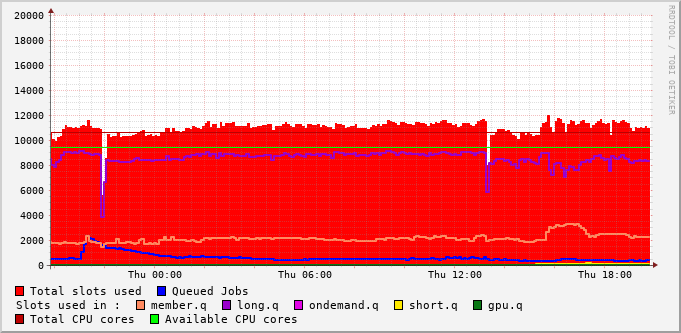 RRDTOOL / TOBI OETIKER
20000
18000
16000
14000
12000
10000
8000
6000
4000
2000
0
Thu 00:00 Thu 06:00 Thu 12:00 Thu 18:00
Total slots used Queued Jobs
Slots used in : member.q long.q ondemand.q short.q gpu.q
Total CPU cores Available CPU cores